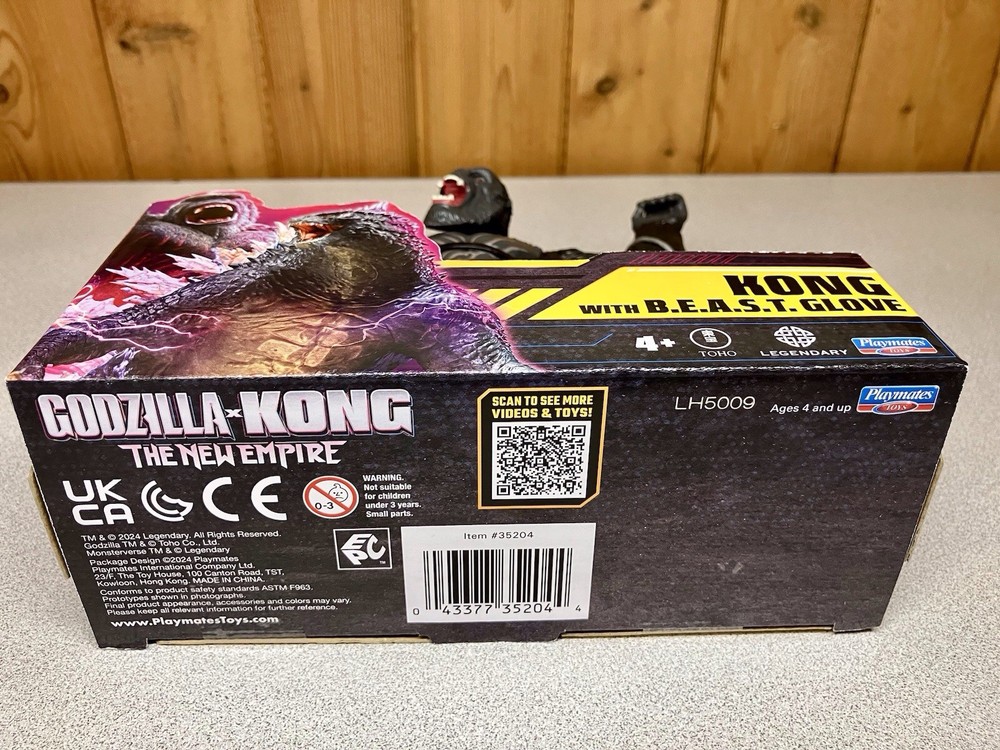 KONG
WITH B.E.A.S.T. GLOVE
4+
TOHO
LEGENDARY
Playmates
TOYS
GODZILLA x KONG
THE NEW EMPIRE
SCAN TO SEE MORE
VIDEOS & TOYS!
LH5009
Ages 4 and up
Playmates
TOYS
UK
CA
CE
0-3
WARNING.
Not suitable
for children
under 3 years.
Small parts.
TM & © 2024 Legendary. All Rights Reserved.
Godzilla TM & © Toho Co., Ltd.
Monsterverse TM & © Legendary
Package Design ©2024 Playmates
Playmates International Company Ltd.
23/F, The Toy House, 100 Canton Road, TST,
Kowloon, Hong Kong. MADE IN CHINA.
Conforms to product safety standards ASTM F963.
Prototypes shown in photographs.
Final product appearance, accessories and colors may vary.
Please keep all relevant information for further reference.
www.PlaymatesToys.com
EPC
TM
Item #35204
0 43377 35204 4